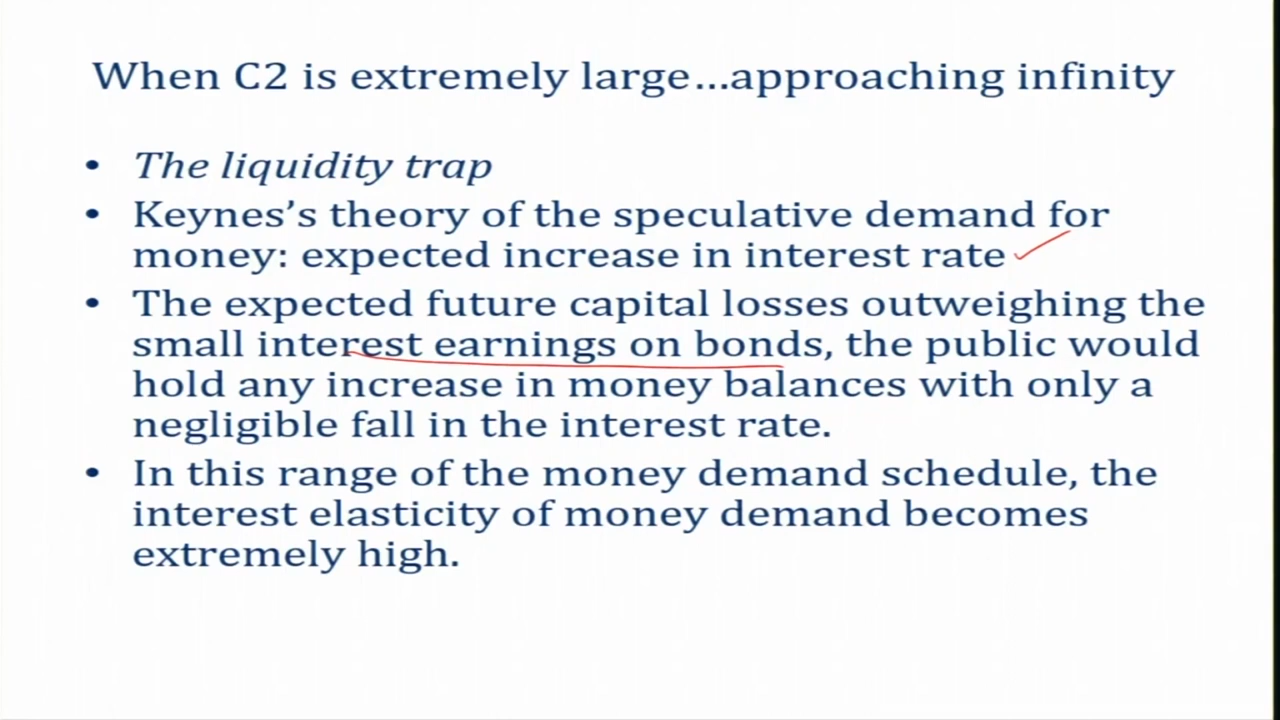 When C2 is extremely large...approaching infinity
• The liquidity trap
• Keynes's theory of the speculative demand for
money: expected increase in interest rate
• The expected future capital losses outweighing the
small interest earnings on bonds, the public would
hold any increase in money balances with only a
negligible fall in the interest rate.
• In this range of the money demand schedule, the
interest elasticity of money demand becomes
extremely high.